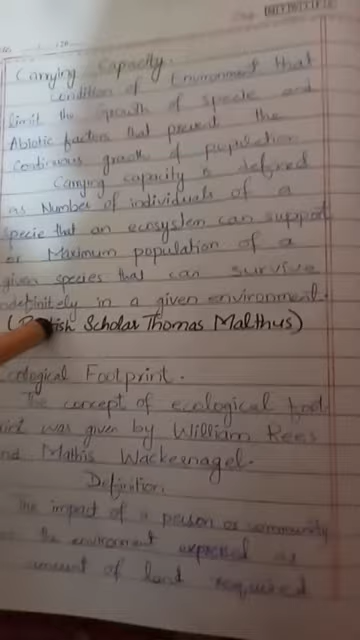 Carrying Capacity.
Condition of Environment that
limit the growth of specie and
Abiotic factors that prevent the
continuous growth of population
Carrying capacity is defined
as Number of individuals of a
specie that an ecosystem can support
or Maximum population of a
given species that can survive
indefinitely in a given environment.
(British Scholar Thomas Malthus)
cological Footprint.
The concept of ecological foot
rint was given by William Rees
nd Mathis Wackernagel.
Definition.
The impact of a person or community
the environment expressed as
amount of land required